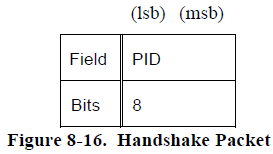 (lsb) (msb)
Field PID
Bits 8
Figure 8-16. Handshake Packet